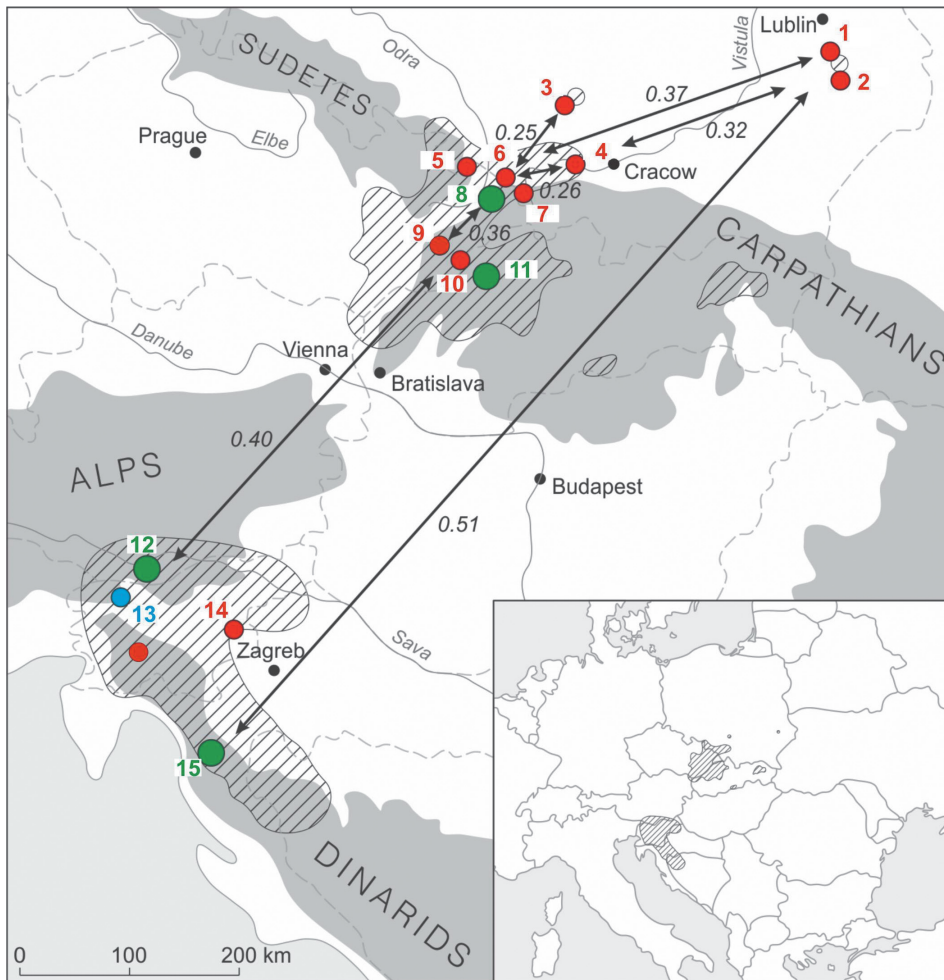 Lublin
1
2
Vistula
Odra
SUDETES
3
0.37
0.25
0.32
Elbe
Prague
5
6
4
Cracow
8
0.26
7
9
0.36
10
11
CARPATHIANS
Danube
Vienna
Bratislava
0.40
ALPS
Budapest
0.51
12
13
14
Zagreb
Sava
15
DINARIDS
0
100
200 km